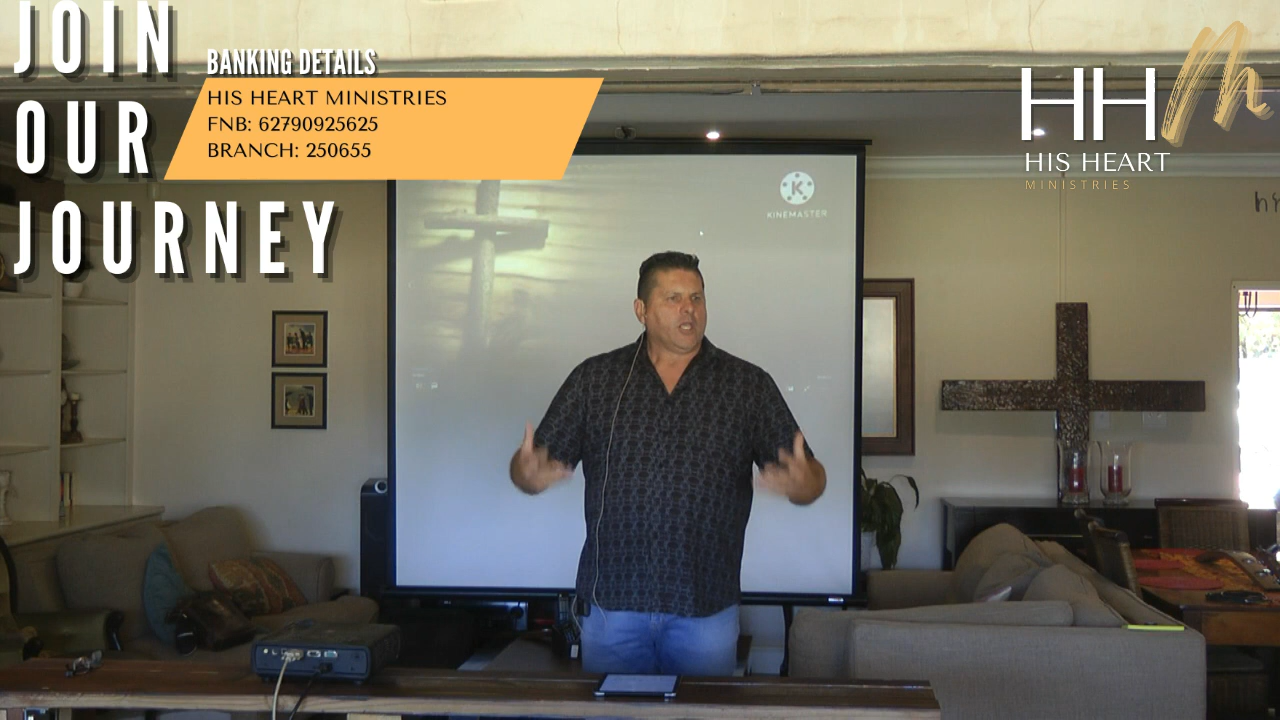 JOIN
OUR
JOURNEY
BANKING DETAILS
HIS HEART MINISTRIES
FNB: 62790925625
BRANCH: 250655
KINEMASTER
HH
HIS HEART
MINISTRIES